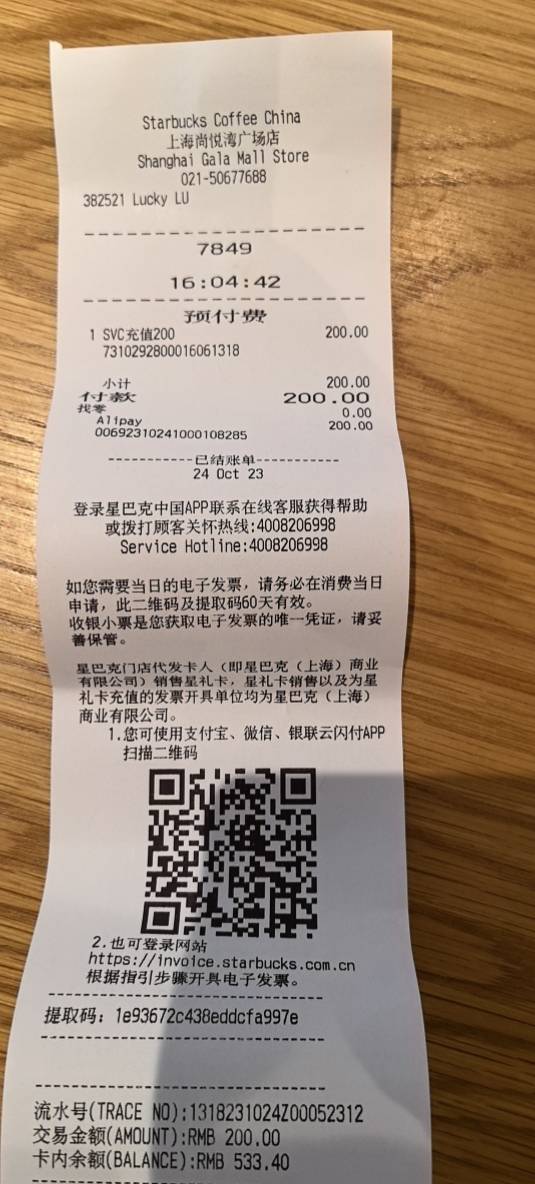 Starbucks Coffee China
上海尚悦湾广场店
Shanghai Gala Mall Store
021-50677688
382521 Lucky LU
7849
16:04:42
预付费
1 SVC充值200 200.00
7310292800016061318
小计 200.00
付款 200.00
找零 0.00
Alipay 200.00
00692310241000108285
-----------已结账单-----------
24 Oct 23
登录星巴克中国APP联系在线客服获得帮助
或拨打顾客关怀热线:4008206998
Service Hotline:4008206998
如您需要当日的电子发票，请务必在消费当日
申请，此二维码及提取码60天有效。
收银小票是您获取电子发票的唯一凭证，请妥
善保管。
星巴克门店代发卡人（即星巴克（上海）商业
有限公司）销售星礼卡，星礼卡销售以及为星
礼卡充值的发票开具单位均为星巴克（上海）
商业有限公司。
1.您可使用支付宝、微信、银联云闪付APP
扫描二维码
2.也可登录网站
https://invoice.starbucks.com.cn
根据指引步骤开具电子发票。
提取码：1e93672c438eddcfa997e
流水号(TRACE NO):1318231024Z00052312
交易金额(AMOUNT):RMB 200.00
卡内余额(BALANCE):RMB 533.40